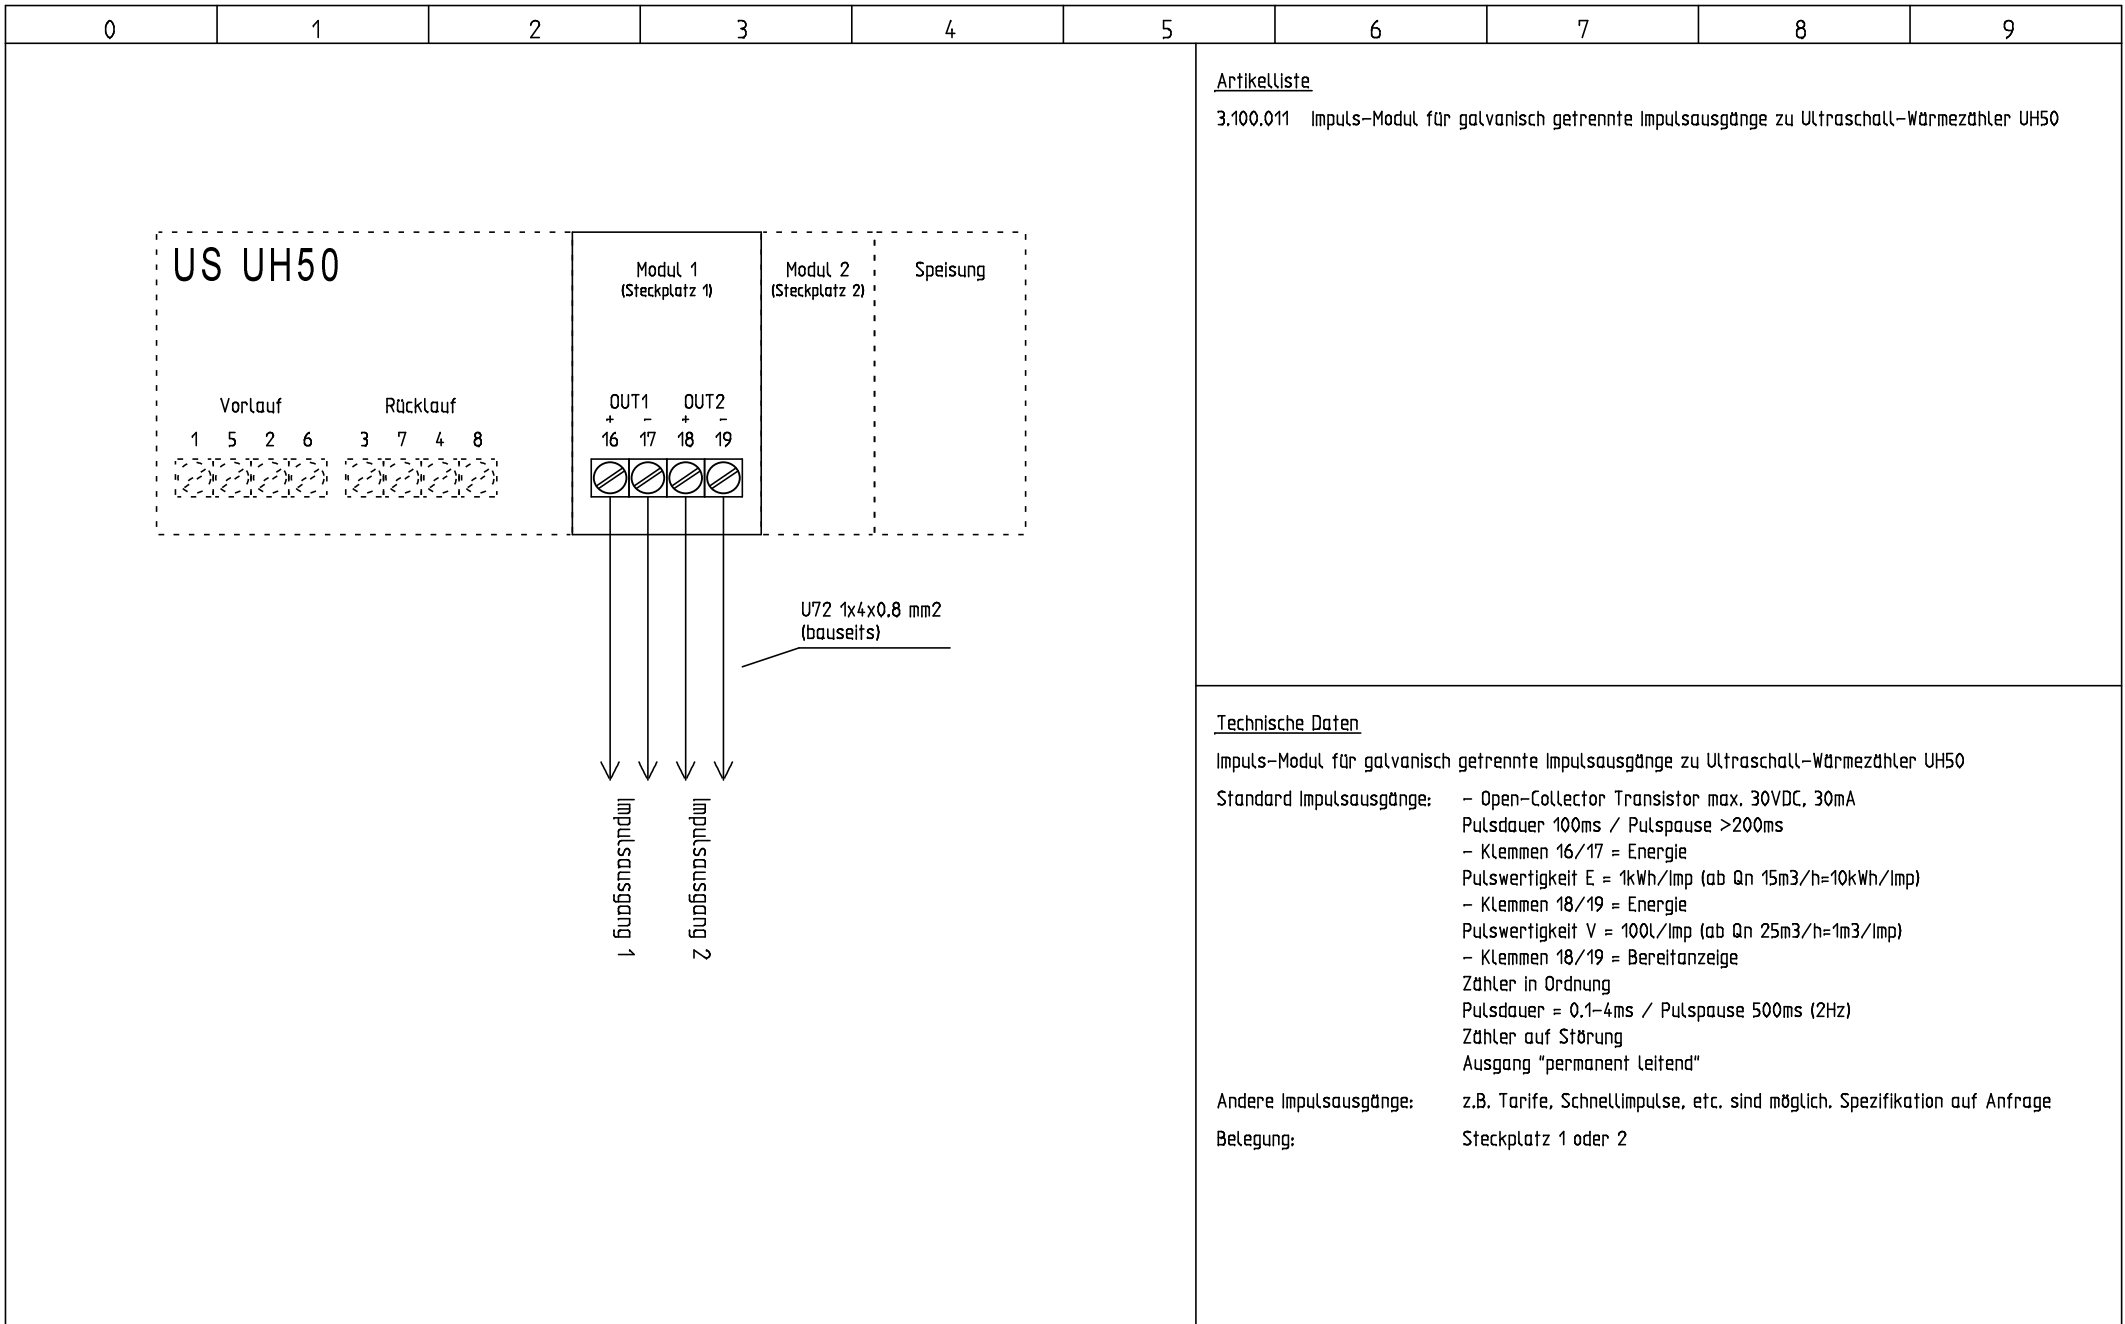 0 1 2 3 4 5 6 7 8 9
US UH50
Modul 1
(Steckplatz 1)
Modul 2
(Steckplatz 2)
Speisung
Vorlauf
1 5 2 6
Rücklauf
3 7 4 8
OUT1 OUT2
+ - + -
16 17 18 19
U72 1x4x0.8 mm2
(bauseits)
Impulsausgang 1
Impulsausgang 2
Artikelliste
3.100.011 Impuls-Modul für galvanisch getrennte Impulsausgänge zu Ultraschall-Wärmezähler UH50
Technische Daten
Impuls-Modul für galvanisch getrennte Impulsausgänge zu Ultraschall-Wärmezähler UH50
Standard Impulsausgänge: - Open-Collector Transistor max. 30VDC, 30mA
Pulsdauer 100ms / Pulspause >200ms
- Klemmen 16/17 = Energie
Pulswertigkeit E = 1kWh/Imp (ab Qn 15m3/h=10kWh/Imp)
- Klemmen 18/19 = Energie
Pulswertigkeit V = 100l/Imp (ab Qn 25m3/h=1m3/Imp)
- Klemmen 18/19 = Bereitanzeige
Zähler in Ordnung
Pulsdauer = 0.1-4ms / Pulspause 500ms (2Hz)
Zähler auf Störung
Ausgang "permanent leitend"
Andere Impulsausgänge: z.B. Tarife, Schnellimpulse, etc. sind möglich. Spezifikation auf Anfrage
Belegung: Steckplatz 1 oder 2